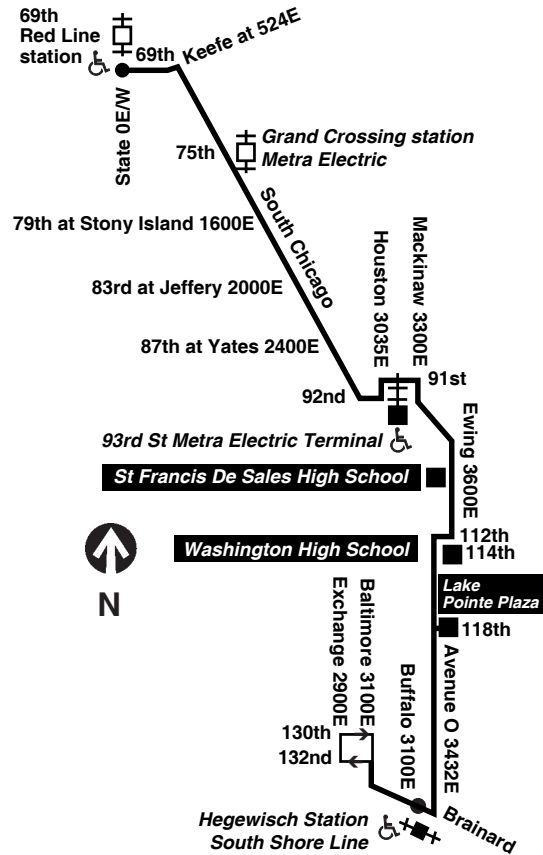 69th
Red Line
station
69th
Keefe at 524E
State 0E/W
Grand Crossing station
Metra Electric
75th
South Chicago
79th at Stony Island 1600E
83rd at Jeffery 2000E
87th at Yates 2400E
Houston 3035E
Mackinaw 3300E
91st
92nd
Ewing 3600E
93rd St Metra Electric Terminal
St Francis De Sales High School
112th
Washington High School
114th
N
Lake
Pointe Plaza
118th
Exchange 2900E
Baltimore 3100E
Buffalo 3100E
Avenue O 3432E
130th
132nd
Brainard
Hegewisch Station
South Shore Line